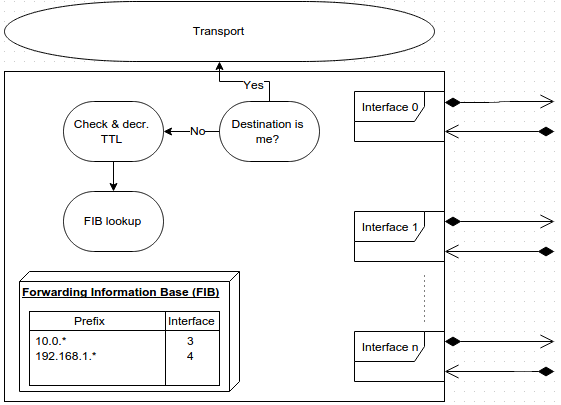 Transport
Yes
Check & decr.
TTL
No
Destination is
me?
Interface 0
FIB lookup
Interface 1
Forwarding Information Base (FIB)
Prefix Interface
10.0.* 3
192.168.1.* 4
Interface n